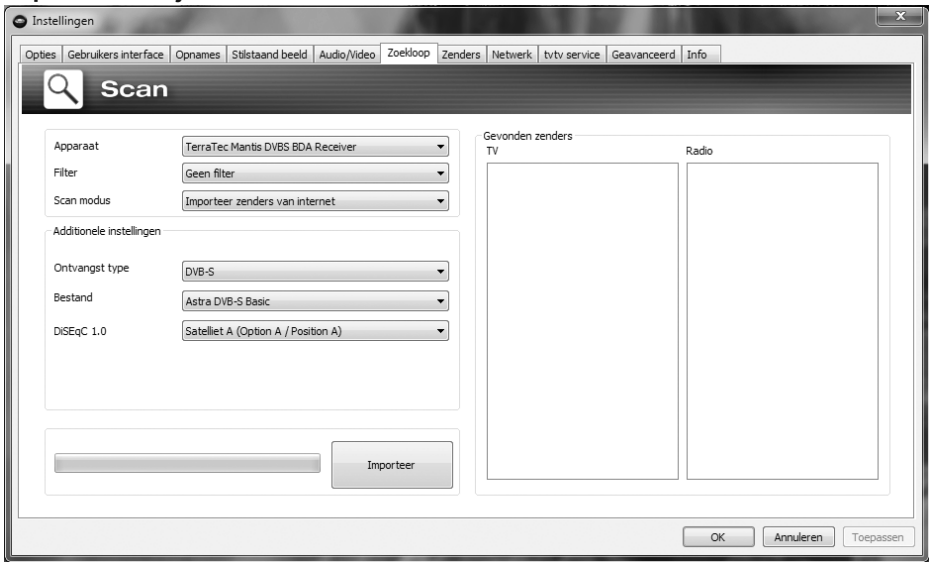 Instellingen
x
Opties Gebruikers interface Opnames Stilstaand beeld Audio/Video Zoekloop Zenders Netwerk tvtv service Geavanceerd Info
Scan
Apparaat TerraTec Mantis DVBS BDA Receiver
Filter Geen filter
Scan modus Importeer zenders van internet
Additionele instellingen
Ontvangst type DVB-S
Bestand Astra DVB-S Basic
DiSEqC 1.0 Satelliet A (Option A / Position A)
Importeer
Gevonden zenders
TV Radio
OK Annuleren Toepassen